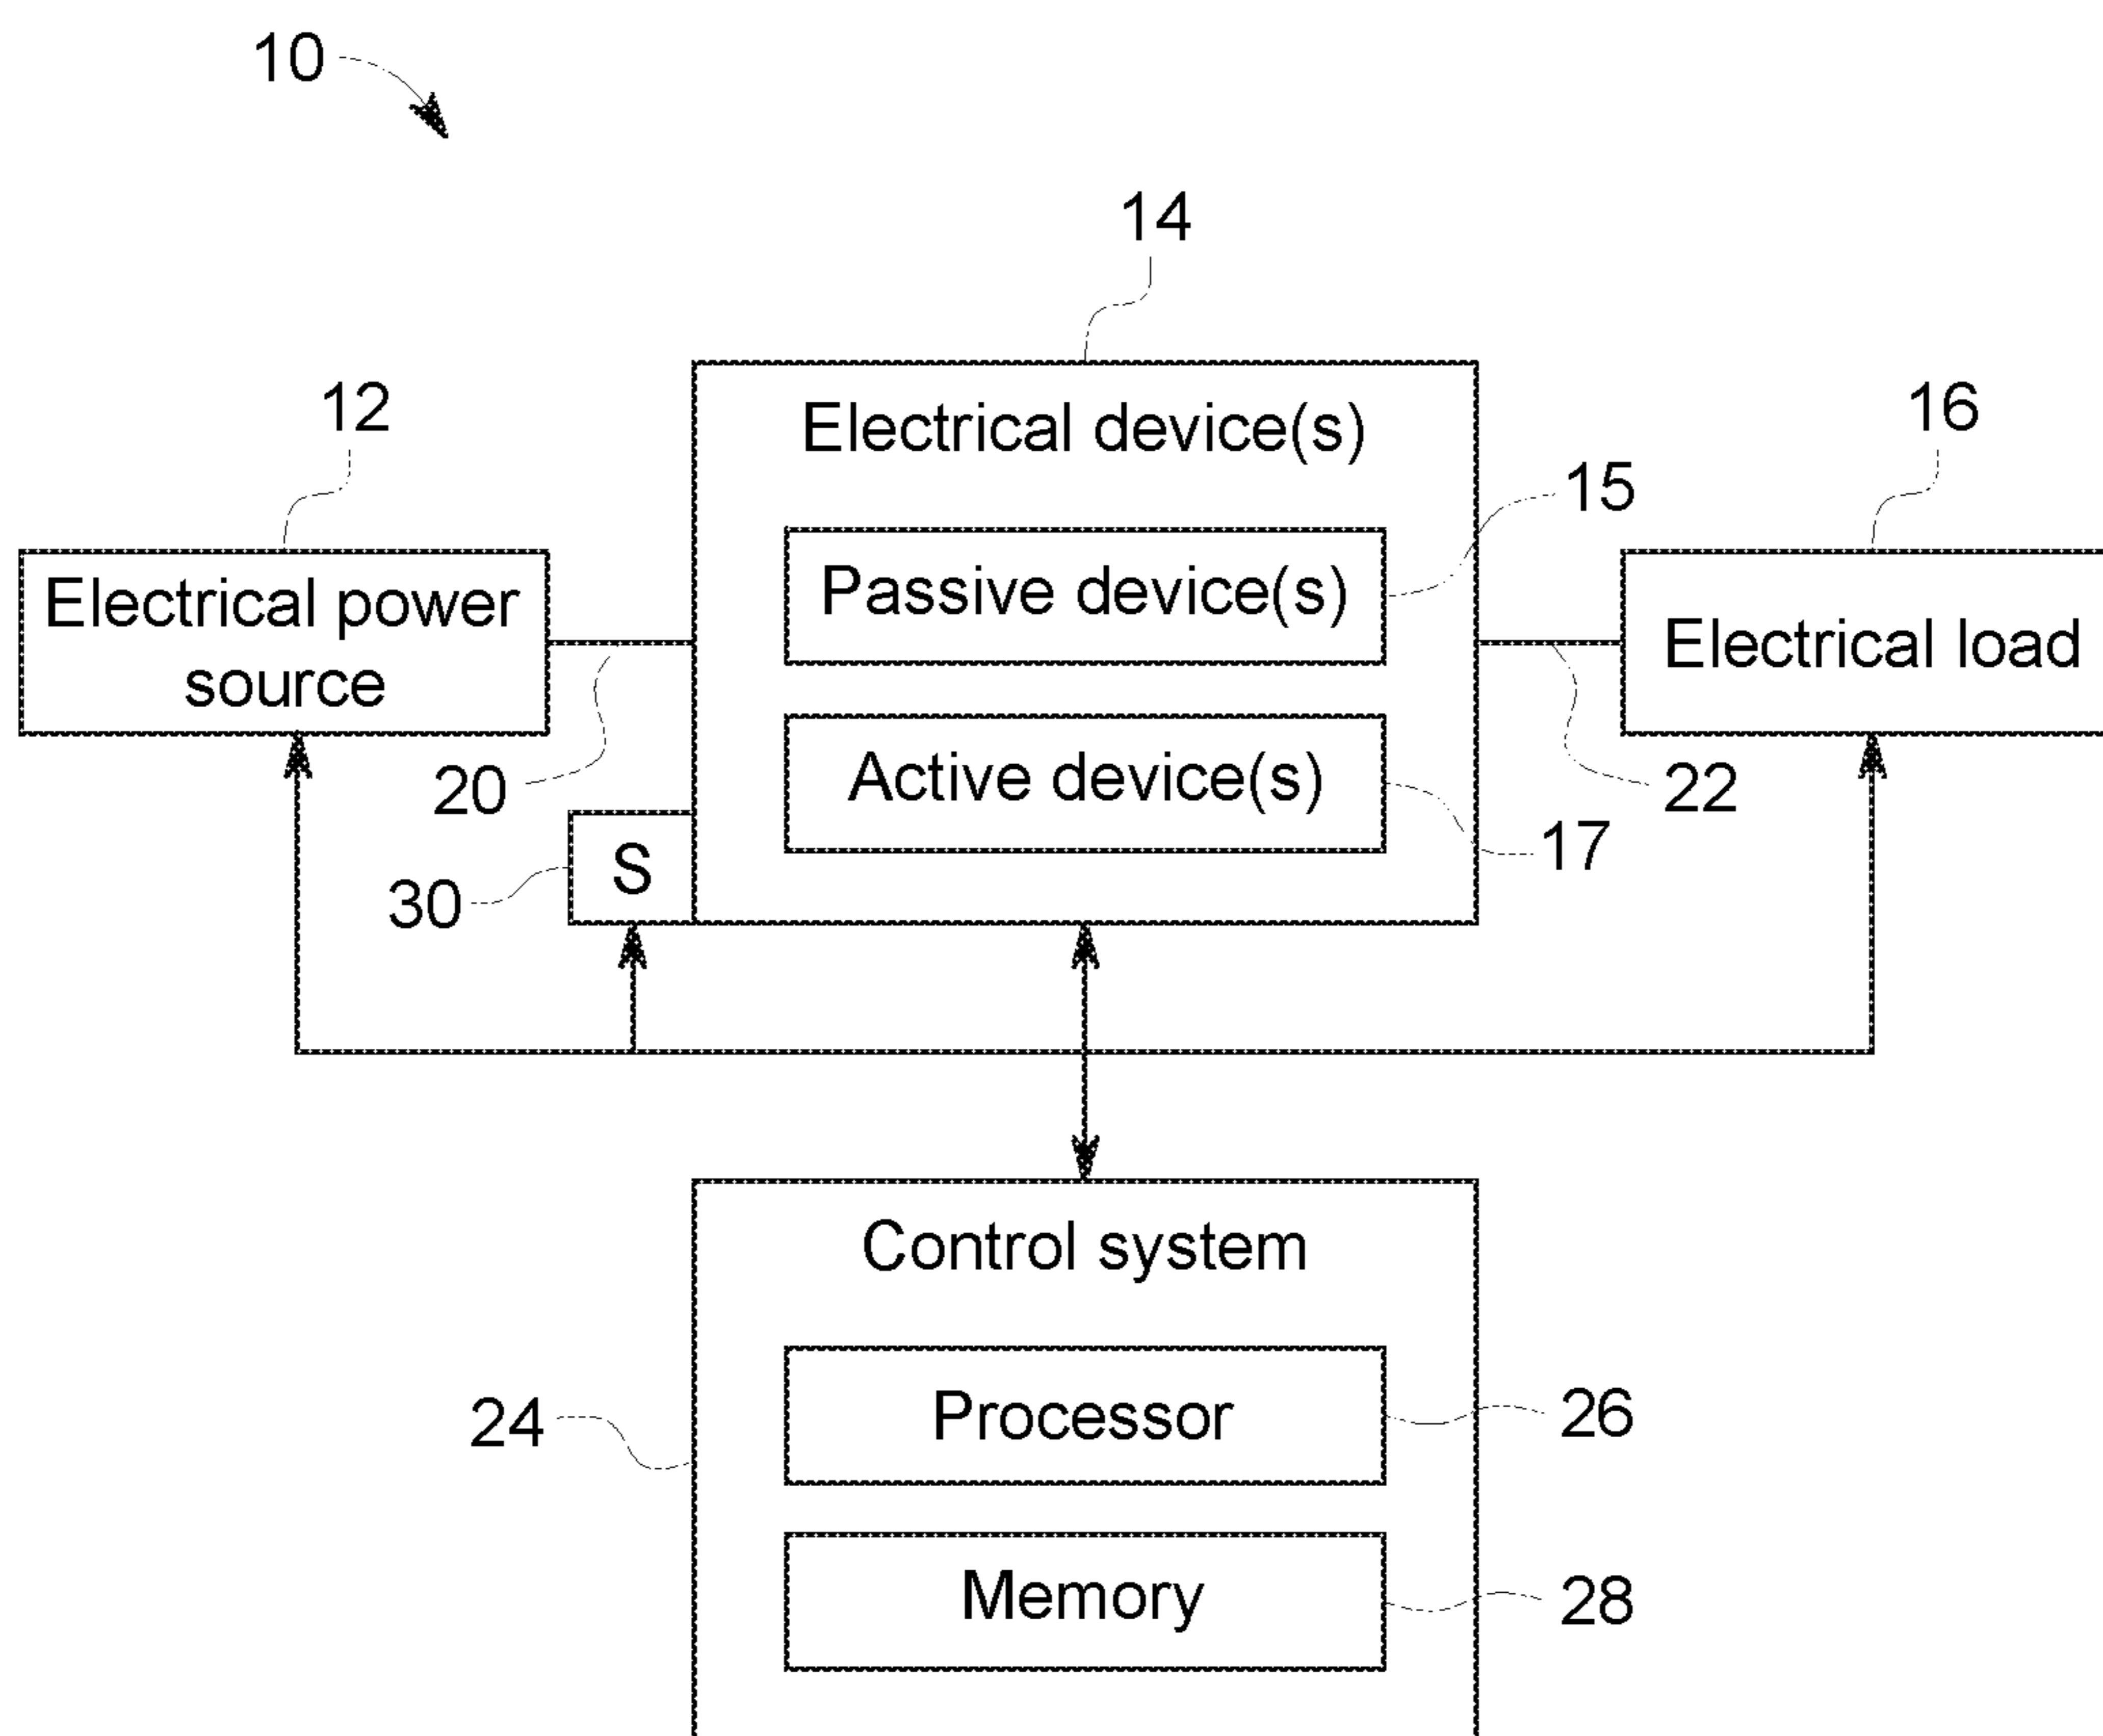 10
14
Electrical device(s)
12
16
15
Electrical power
source
Passive device(s)
Electrical load
20
Active device(s)
22
17
S
30
Control system
24
Processor
26
Memory
28